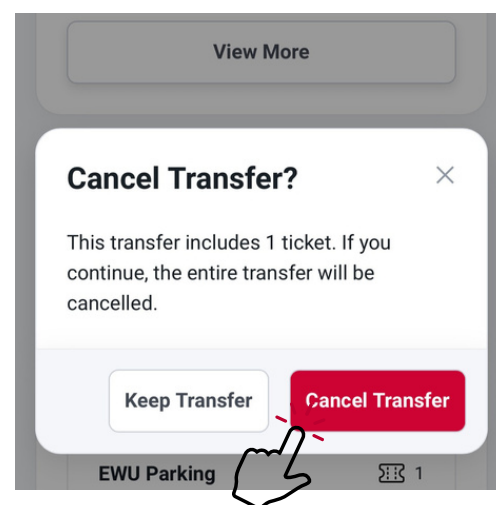 View More
Cancel Transfer?
This transfer includes 1 ticket. If you
continue, the entire transfer will be
cancelled.
Keep Transfer
Cancel Transfer
EWU Parking 1